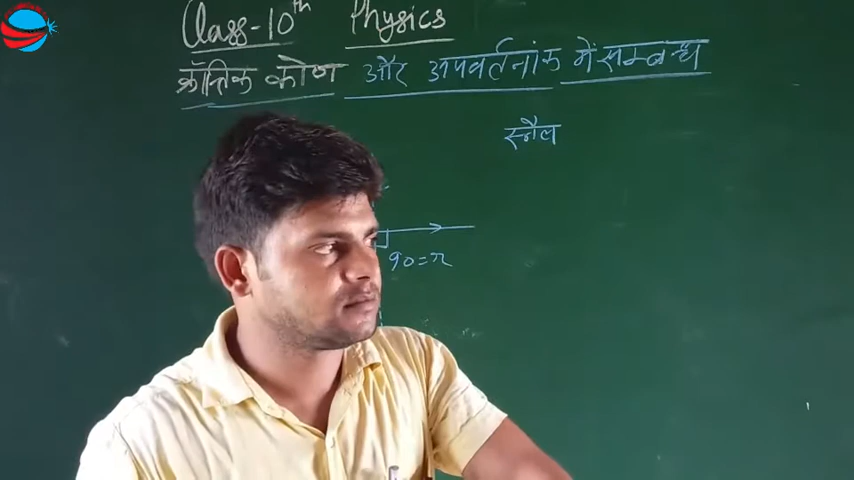 Class-10th Physics
क्रॉन्तिक कोण और अपवर्तनांक में सम्बन्ध
स्नैल
90=r